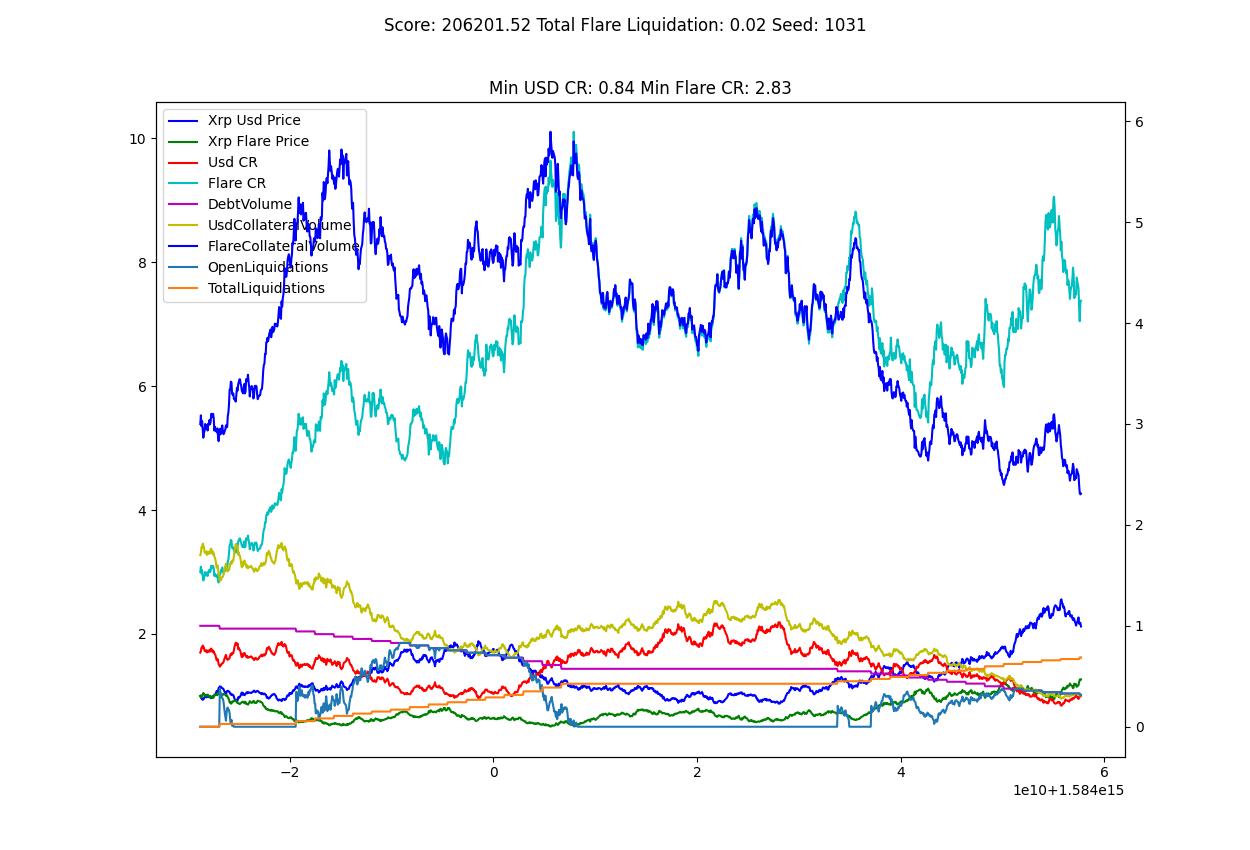 Score: 206201.52 Total Flare Liquidation: 0.02 Seed: 1031
Min USD CR: 0.84 Min Flare CR: 2.83
Xrp Usd Price
Xrp Flare Price
Usd CR
Flare CR
DebtVolume
UsdCollateralVolume
FlareCollateralVolume
OpenLiquidations
TotalLiquidations
10
8
6
4
2
6
5
4
3
2
1
0
−2
0
2
4
6
1e10+1.584e15